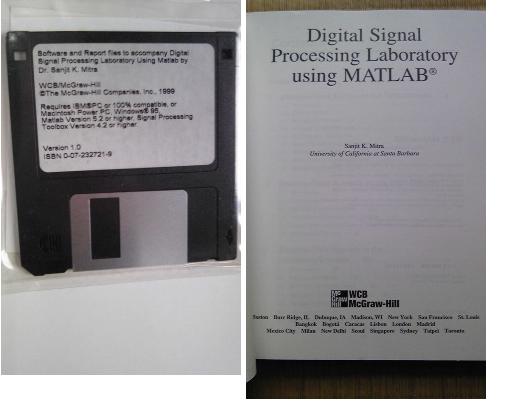 Software and Report files to accompany Digital
Signal Processing Laboratory Using Matlab by
Dr. Sanjit K. Mitra
WCB/McGraw-Hill
©The McGraw-Hill Companies, Inc., 1999
Requires IBM/PC or 100% compatible, or
Macintosh Power PC, Windows® 95,
Matlab Version 5.2 or higher, Signal Processing
Toolbox Version 4.2 or higher.
Version 1.0
ISBN 0-07-232721-9
Digital Signal
Processing Laboratory
using MATLAB®
Sanjit K. Mitra
University of California at Santa Barbara
Mc
Graw
Hill
WCB
McGraw-Hill
Boston Burr Ridge, IL Dubuque, IA Madison, WI New York San Francisco St. Louis
Bangkok Bogotá Caracas Lisbon London Madrid
Mexico City Milan New Delhi Seoul Singapore Sydney Taipei Toronto